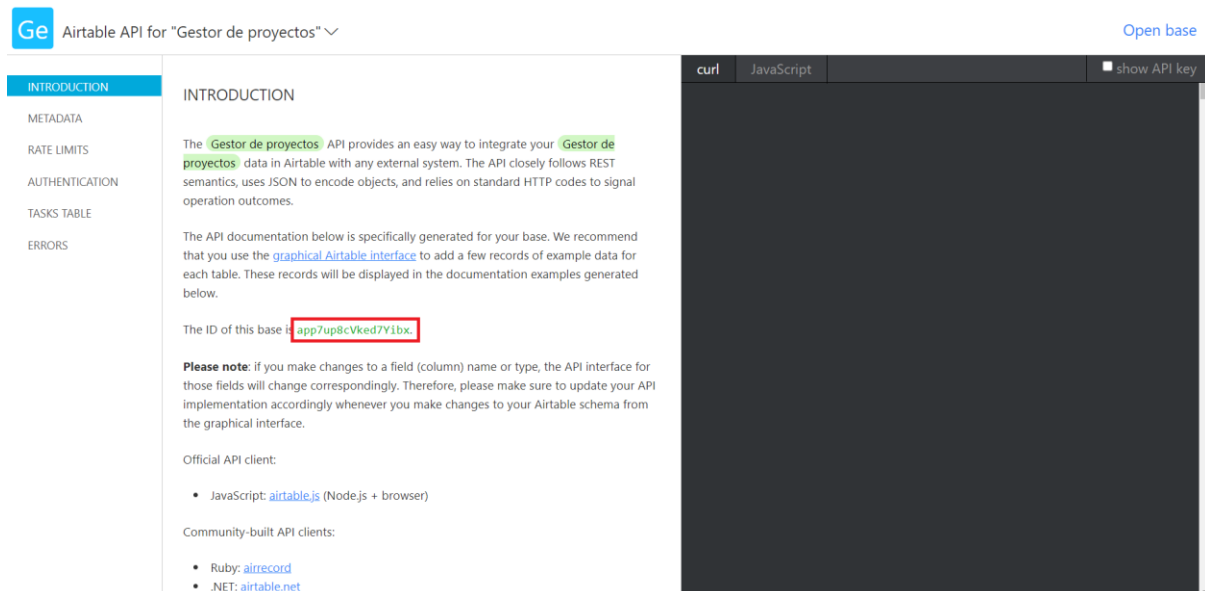 Ge Airtable API for "Gestor de proyectos"
Open base
INTRODUCTION
METADATA
RATE LIMITS
AUTHENTICATION
TASKS TABLE
ERRORS
INTRODUCTION
The Gestor de proyectos API provides an easy way to integrate your Gestor de
proyectos data in Airtable with any external system. The API closely follows REST
semantics, uses JSON to encode objects, and relies on standard HTTP codes to signal
operation outcomes.
The API documentation below is specifically generated for your base. We recommend
that you use the graphical Airtable interface to add a few records of example data for
each table. These records will be displayed in the documentation examples generated
below.
The ID of this base is app7up8cVked7Yibx.
Please note: if you make changes to a field (column) name or type, the API interface for
those fields will change correspondingly. Therefore, please make sure to update your API
implementation accordingly whenever you make changes to your Airtable schema from
the graphical interface.
Official API client:
• JavaScript: airtable.js (Node.js + browser)
Community-built API clients:
• Ruby: airrecord
• .NET: airtable.net
curl JavaScript show API key